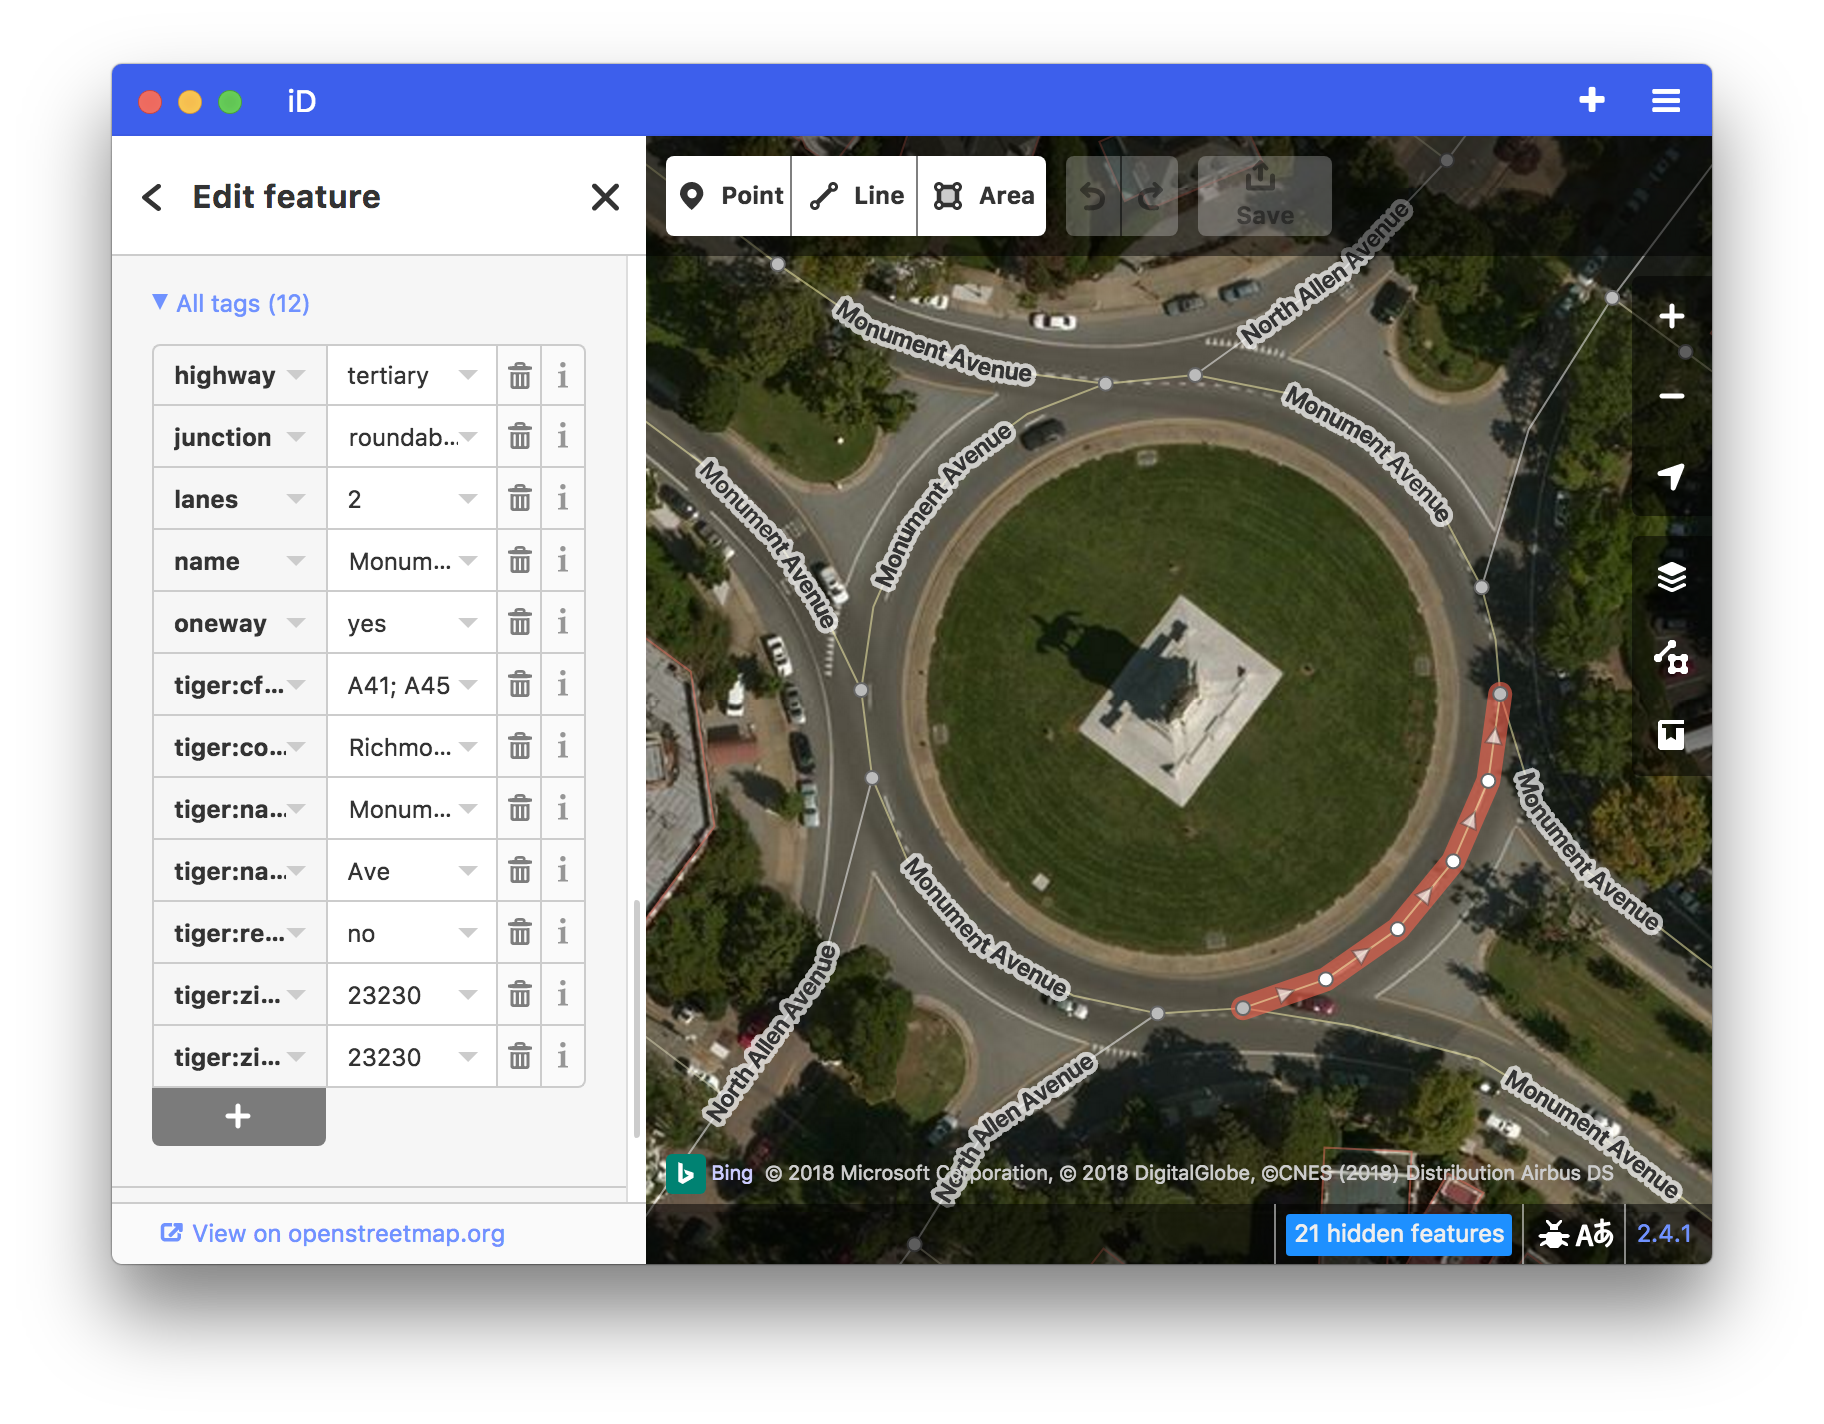 iD
Edit feature
Point
Line
Area
Save
All tags (12)
highway tertiary
junction roundab...
lanes 2
name Monum...
oneway yes
tiger:cf... A41; A45
tiger:co... Richmo...
tiger:na... Monum...
tiger:na... Ave
tiger:re... no
tiger:zi... 23230
tiger:zi... 23230
View on openstreetmap.org
North Allen Avenue
Monument Avenue
Monument Avenue
Monument Avenue
Monument Avenue
Monument Avenue
Monument Avenue
North Allen Avenue
North Allen Avenue
Monument Avenue
Bing © 2018 Microsoft Corporation, © 2018 DigitalGlobe, ©CNES (2018) Distribution Airbus DS
21 hidden features
Aあ
2.4.1